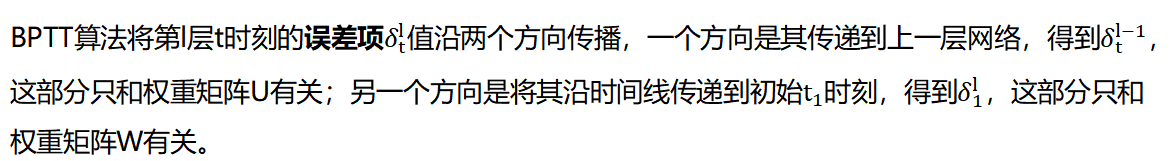 BPTT算法将第l层t时刻的误差项δ_t^l值沿两个方向传播，一个方向是其传递到上一层网络，得到δ_t^{l−1}，
这部分只和权重矩阵U有关；另一个方向是将其沿时间线传递到初始t₁时刻，得到δ_1^l，这部分只和
权重矩阵W有关。